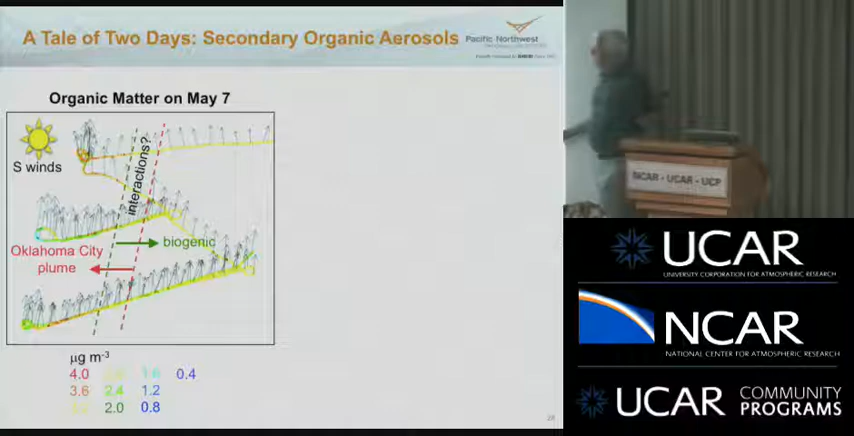 A Tale of Two Days: Secondary Organic Aerosols
Pacific Northwest
Organic Matter on May 7
S winds
interactions?
biogenic
Oklahoma City
plume
μg m-3
4.0 1.6 0.4
3.6 2.4 1.2
2.0 0.8
28
NCAR - UCAR - UCP
UCAR
UNIVERSITY CORPORATION FOR ATMOSPHERIC RESEARCH
NCAR
NATIONAL CENTER FOR ATMOSPHERIC RESEARCH
UCAR COMMUNITY
PROGRAMS